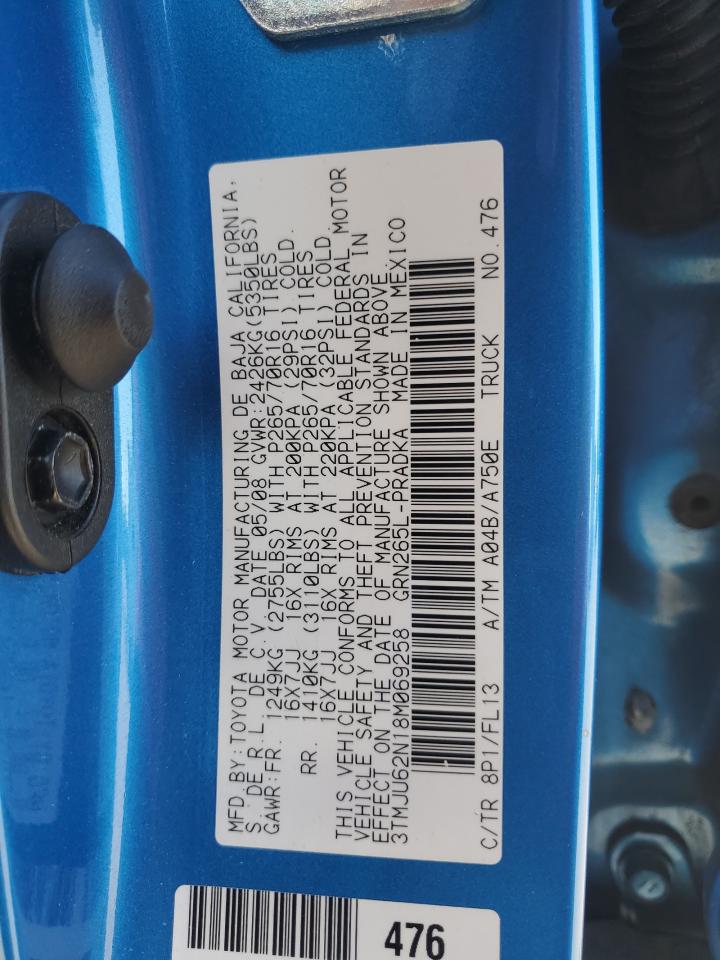 MFD.BY:TOYOTA MOTOR MANUFACTURING DE BAJA CALIFORNIA,
S. DE R.L. DE C.V. DATE 05/08 GVWR:2426KG(5350LBS)
GAWR:FR. 1249KG (2755LBS) WITH P265/70R16 TIRES
16X7JJ 16X RIMS AT 200KPA (29PSI) COLD.
RR. 1410KG (3110LBS) WITH P265/70R16 TIRES
16X7JJ 16X RIMS AT 220KPA (32PSI) COLD.
THIS VEHICLE CONFORMS TO ALL APPLICABLE FEDERAL MOTOR
VEHICLE SAFETY AND THEFT PREVENTION STANDARDS IN
EFFECT ON THE DATE OF MANUFACTURE SHOWN ABOVE.
3TMJU62N18M069258 GRN265L-PRADKA MADE IN MEXICO
C/TR 8P1/FL13 A/TM A04B/A750E TRUCK NO. 476
476